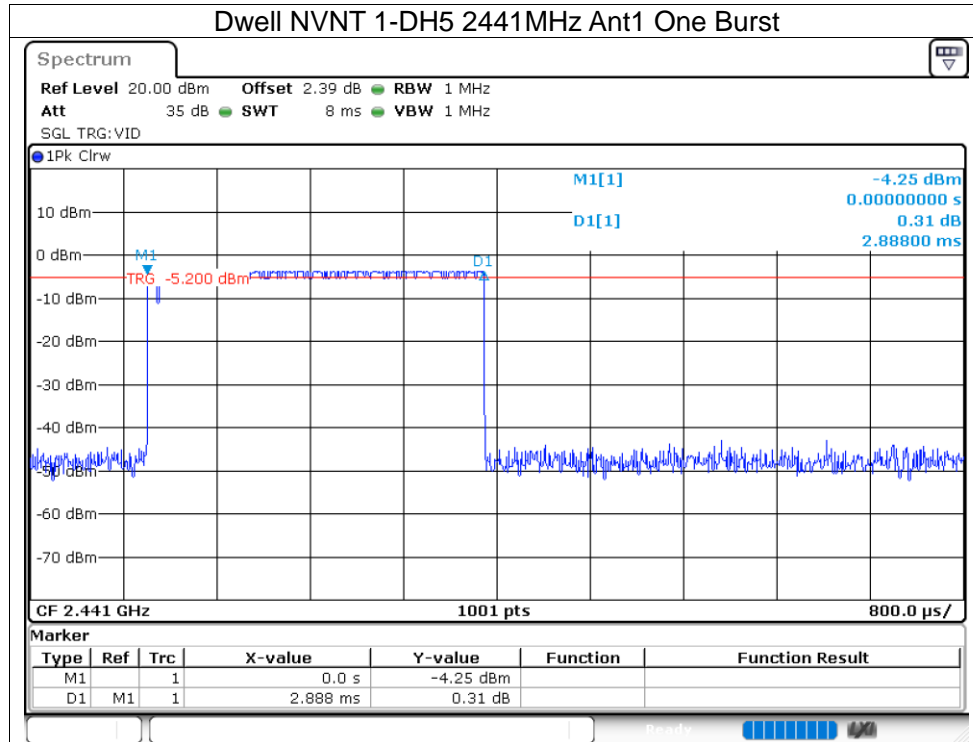 Dwell NVNT 1-DH5 2441MHz Ant1 One Burst
Spectrum
Ref Level 20.00 dBm Offset 2.39 dB RBW 1 MHz
Att 35 dB SWT 8 ms VBW 1 MHz
SGL TRG:VID
1Pk Clrw
M1[1] -4.25 dBm
0.00000000 s
10 dBm
D1[1] 0.31 dB
2.88800 ms
0 dBm
M1
D1
TRG -5.200 dBm
-10 dBm
-20 dBm
-30 dBm
-40 dBm
-50 dBm
-60 dBm
-70 dBm
CF 2.441 GHz 1001 pts 800.0 µs/
Marker
Type Ref Trc X-value Y-value Function Function Result
M1 1 0.0 s -4.25 dBm
D1 M1 1 2.888 ms 0.31 dB
Ready LXI